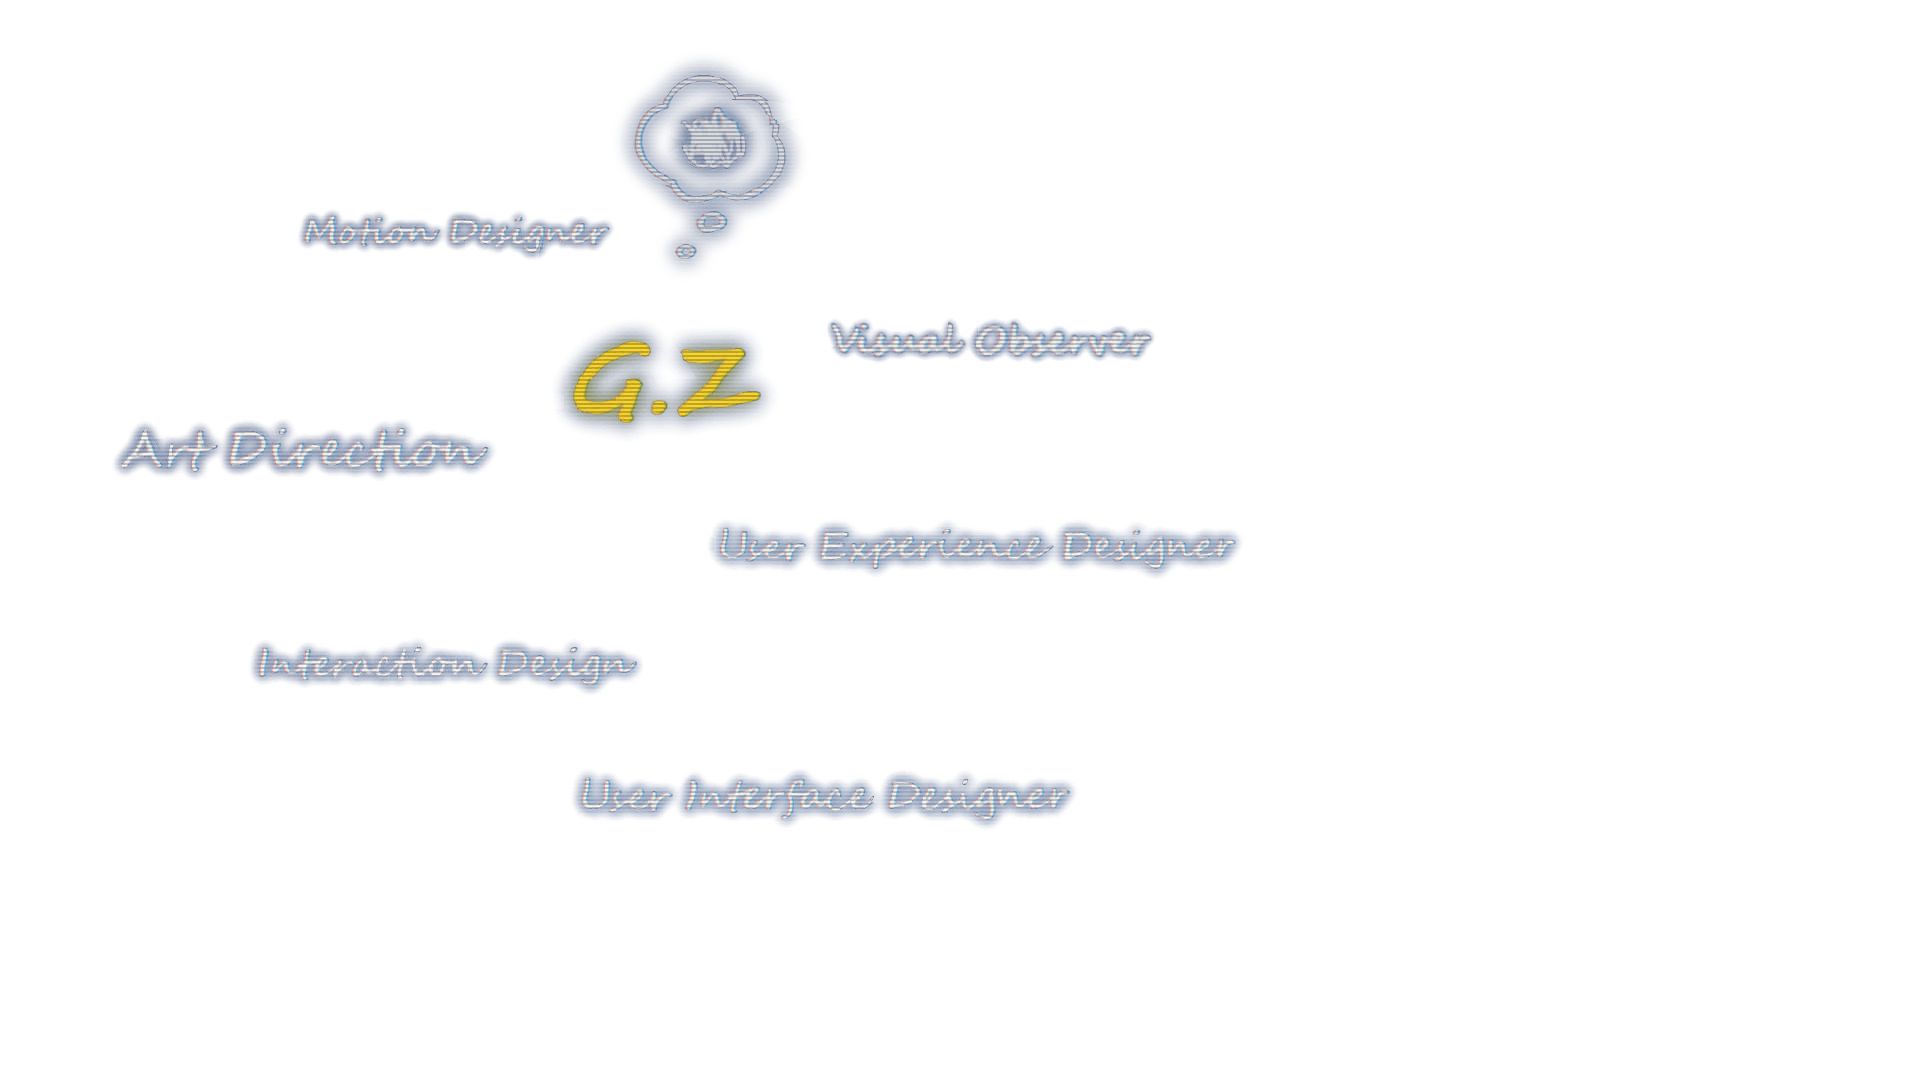 Motion Designer
Visual Observer
G.Z
Art Direction
User Experience Designer
Interaction Design
User Interface Designer